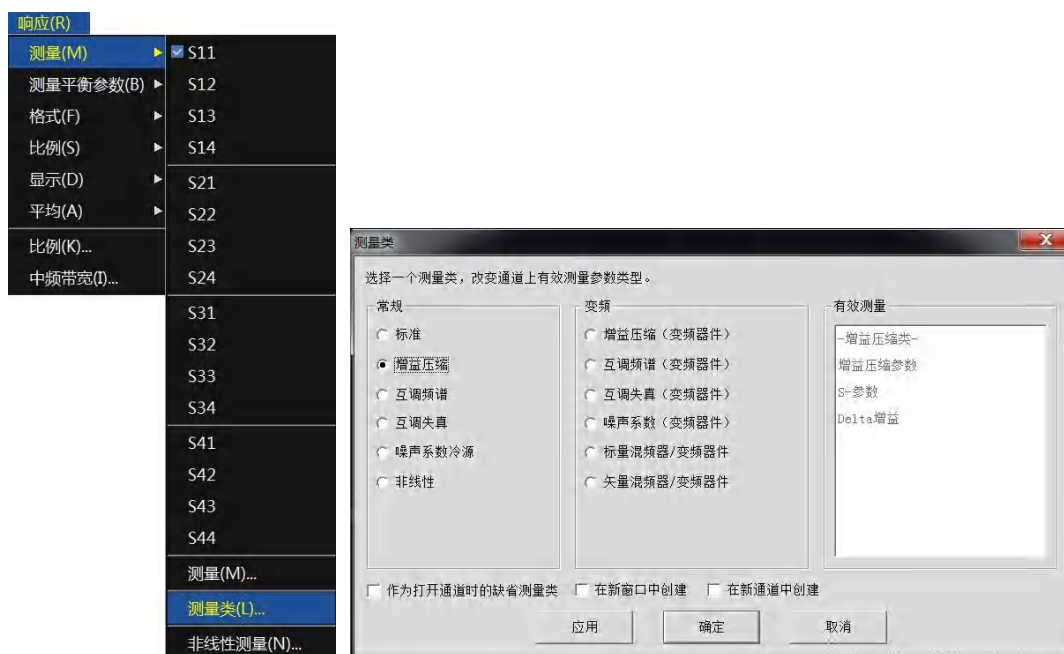 响应(R)
测量(M)
测量平衡参数(B)
格式(F)
比例(S)
显示(D)
平均(A)
比例(K)...
中频带宽(I)...
S11
S12
S13
S14
S21
S22
S23
S24
S31
S32
S33
S34
S41
S42
S43
S44
测量(M)...
测量类(L)...
非线性测量(N)...
测量类
选择一个测量类，改变通道上有效测量参数类型。
常规
标准
增益压缩
互调频谱
互调失真
噪声系数冷源
非线性
变频
增益压缩（变频器件）
互调频谱（变频器件）
互调失真（变频器件）
噪声系数（变频器件）
标量混频器/变频器件
矢量混频器/变频器件
有效测量
-增益压缩类-
增益压缩参数
S-参数
Delta增益
作为打开通道时的缺省测量类
在新窗口中创建
在新通道中创建
应用
确定
取消